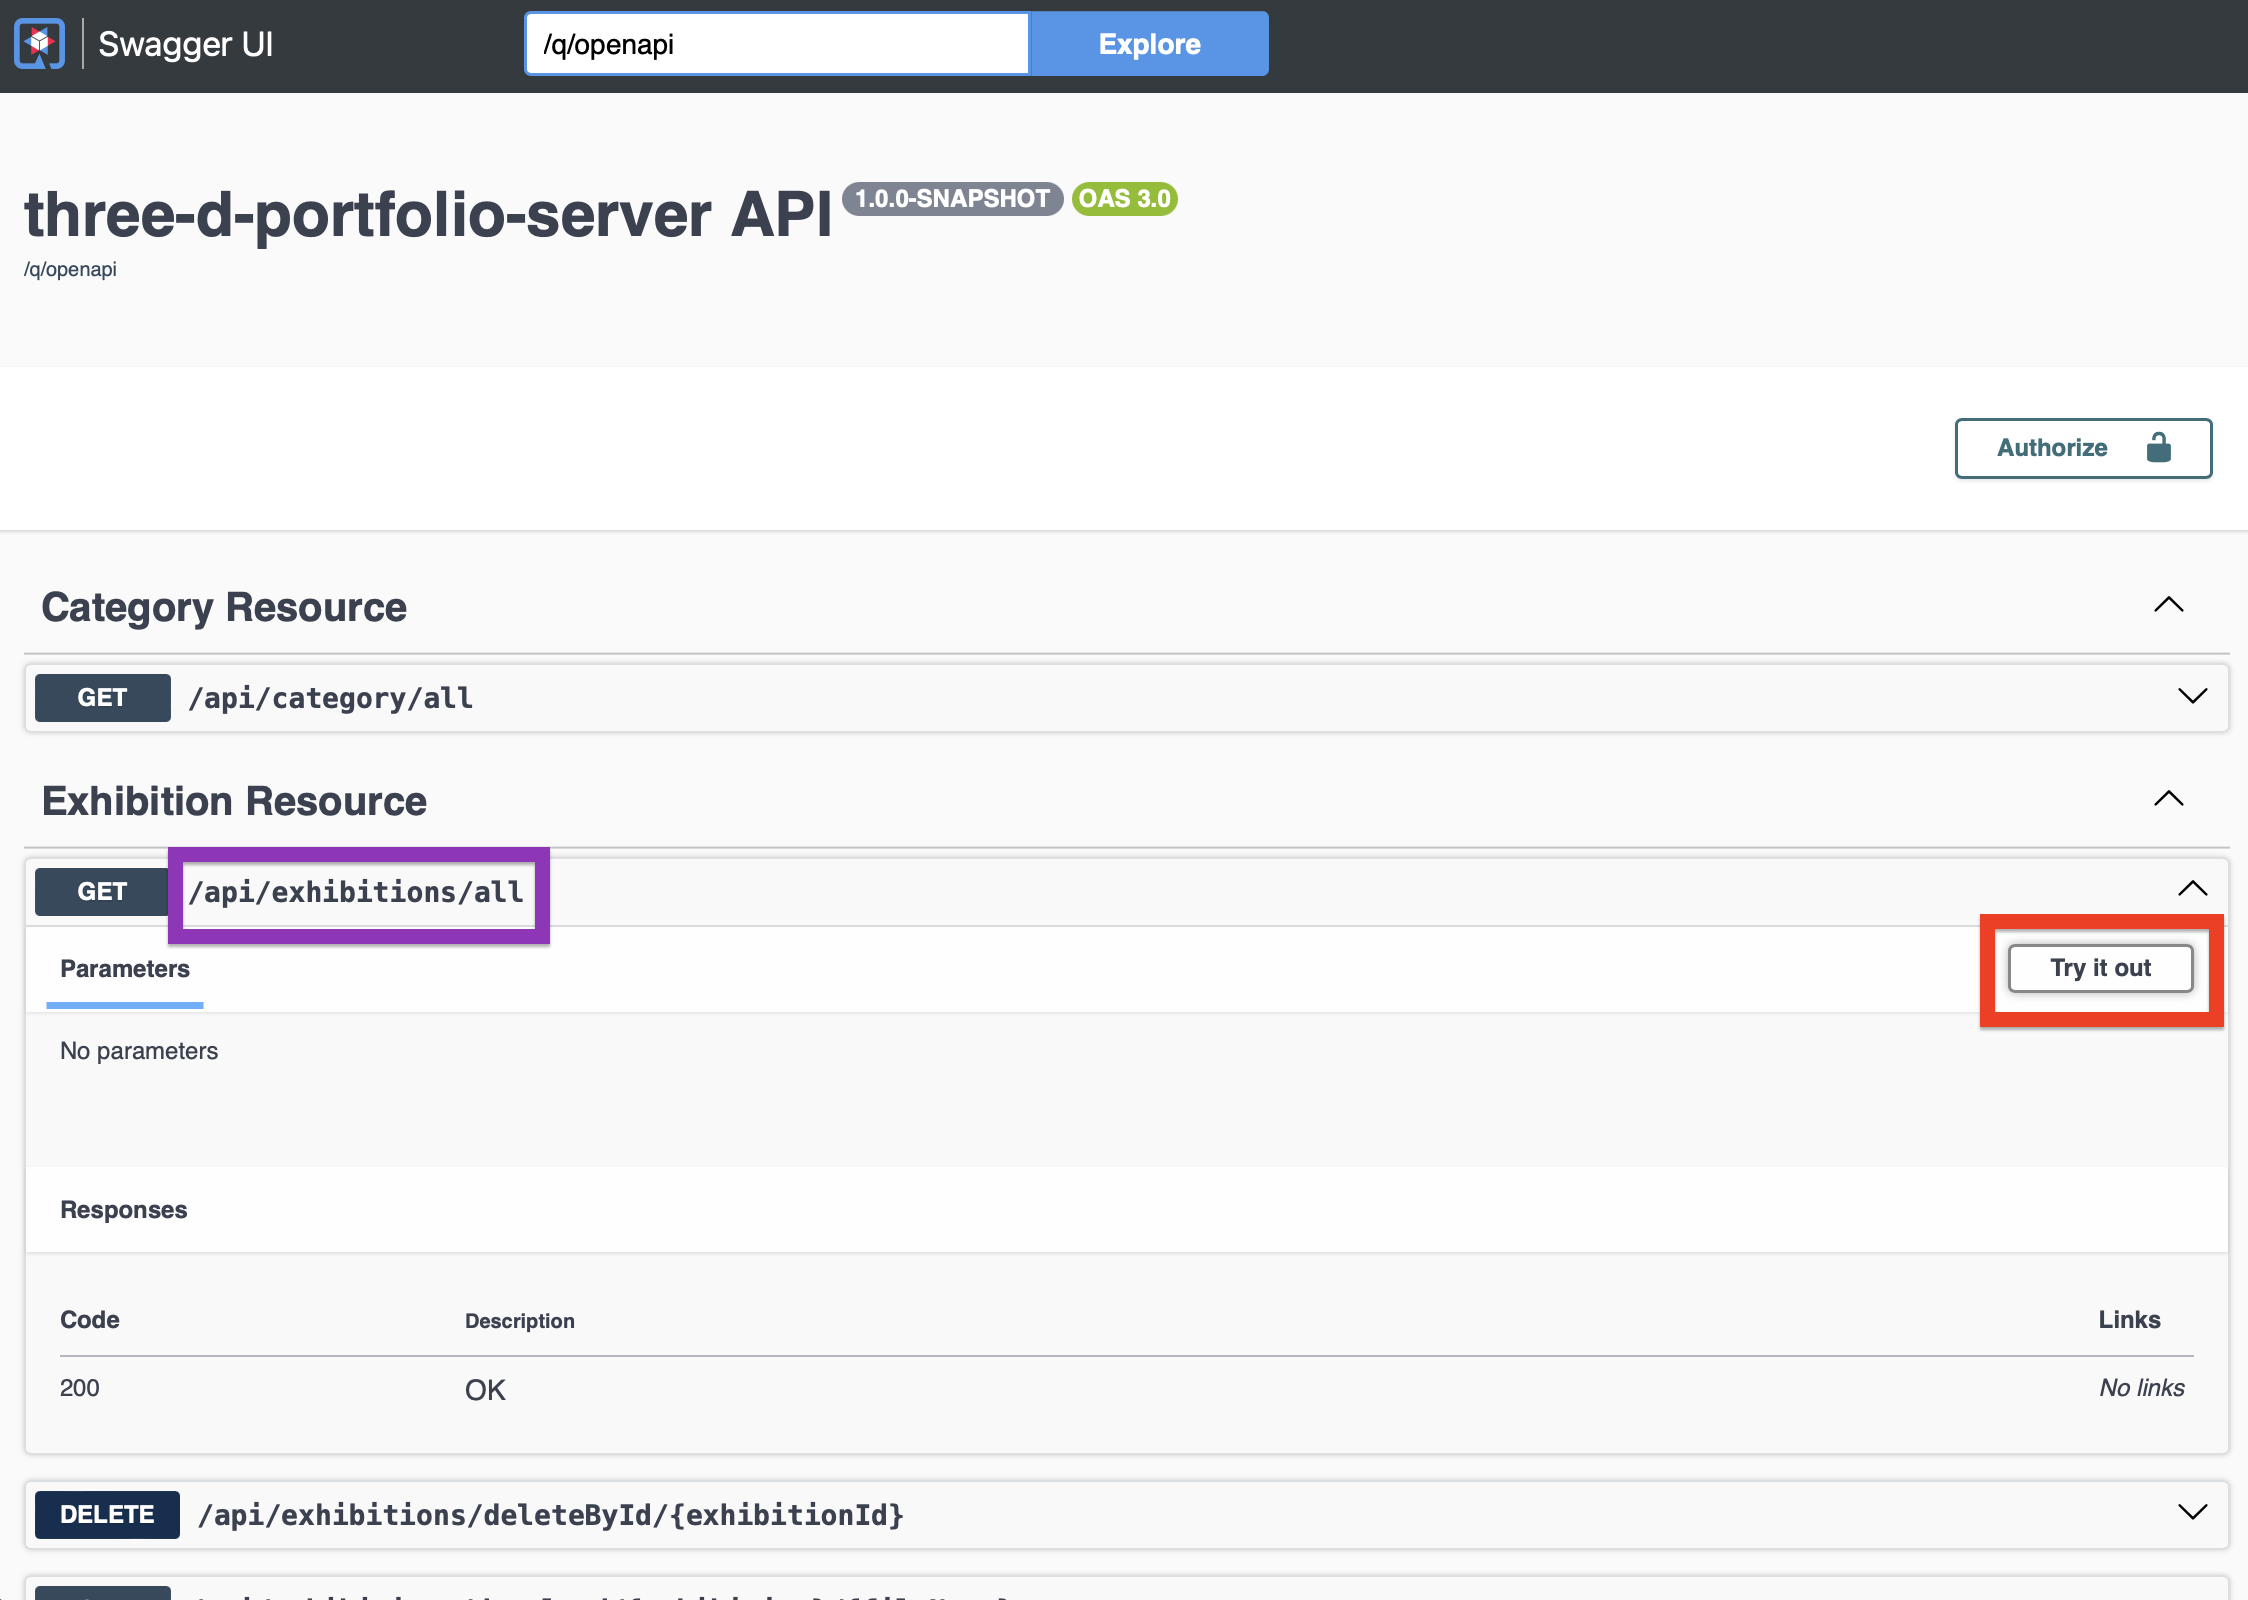 Swagger UI
/q/openapi
Explore
three-d-portfolio-server API 1.0.0-SNAPSHOT OAS 3.0
/q/openapi
Authorize
Category Resource
GET /api/category/all
Exhibition Resource
GET /api/exhibitions/all
Parameters
Try it out
No parameters
Responses
Code Description Links
200 OK No links
DELETE /api/exhibitions/deleteById/{exhibitionId}